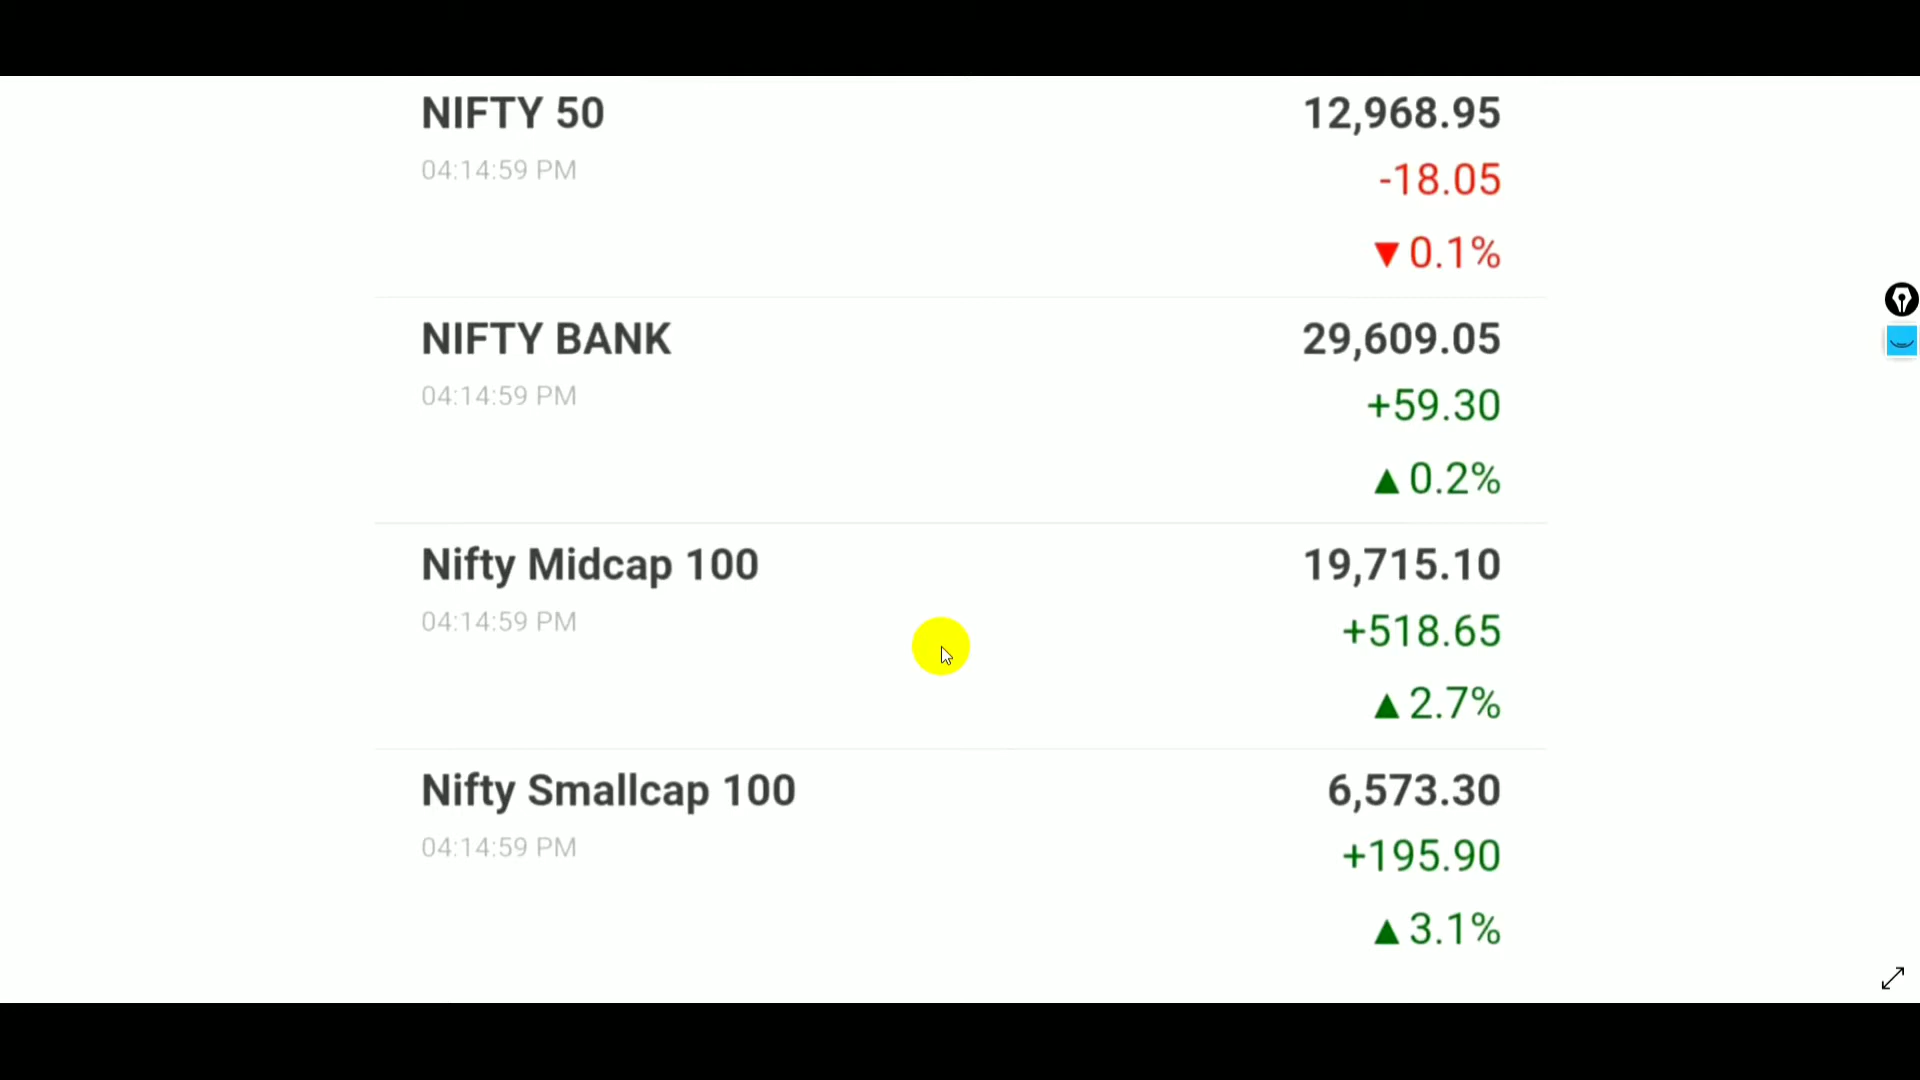 NIFTY 50 12,968.95
04:14:59 PM -18.05
▼ 0.1%
NIFTY BANK 29,609.05
04:14:59 PM +59.30
▲ 0.2%
Nifty Midcap 100 19,715.10
04:14:59 PM +518.65
▲ 2.7%
Nifty Smallcap 100 6,573.30
04:14:59 PM +195.90
▲ 3.1%